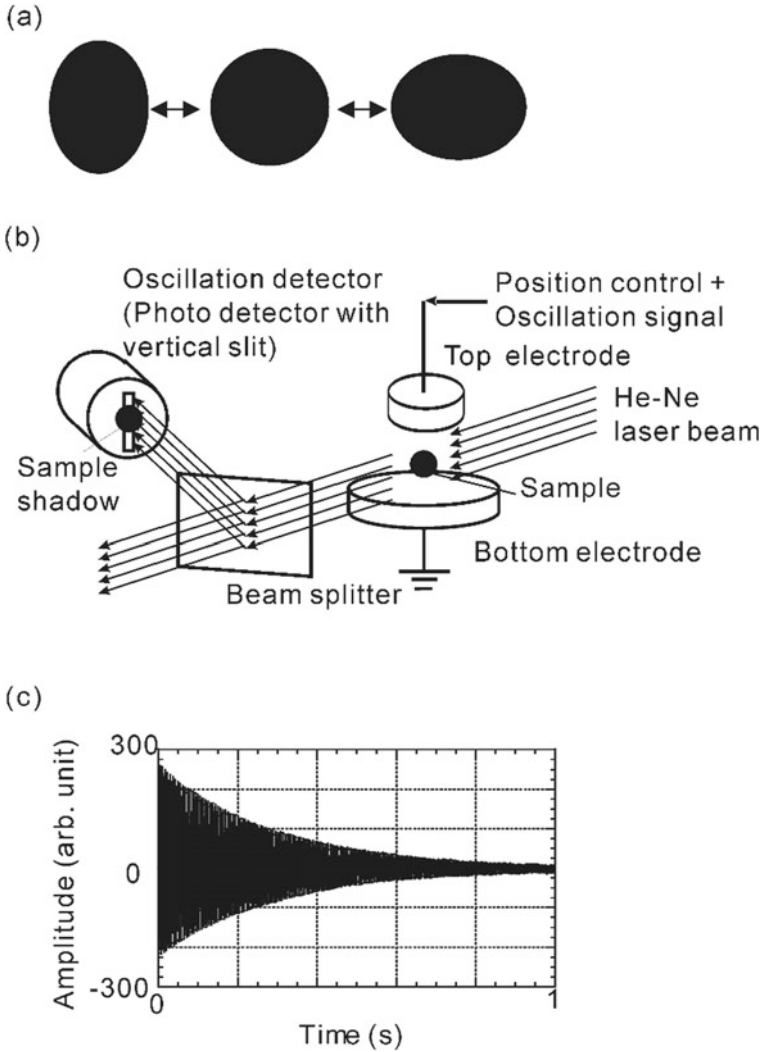 (a)
(b)
Oscillation detector
(Photo detector with
vertical slit)
Position control +
Oscillation signal
Top electrode
He-Ne
laser beam
Sample
shadow
Sample
Bottom electrode
Beam splitter
(c)
300
0
-300
Amplitude (arb. unit)
0
1
Time (s)